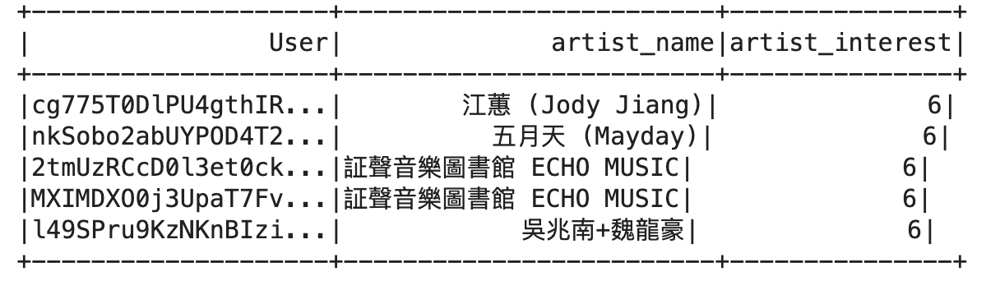 +--------------------+-------------------------+---------------+
|                User|              artist_name|artist_interest|
+--------------------+-------------------------+---------------+
|cg775T0DlPU4gthIR...|        江蕙 (Jody Jiang)|              6|
|nkSobo2abUYPOD4T2...|          五月天 (Mayday)|              6|
|2tmUzRCcD0l3et0ck...|証聲音樂圖書館 ECHO MUSIC|              6|
|MXIMDXO0j3UpaT7Fv...|証聲音樂圖書館 ECHO MUSIC|              6|
|l49SPru9KzNKnBIzi...|            吳兆南+魏龍豪|              6|
+--------------------+-------------------------+---------------+